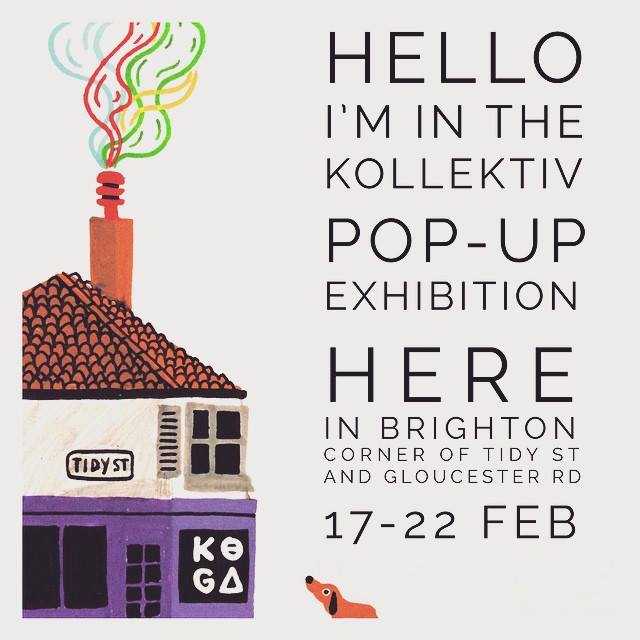 HELLO
I'M IN THE
KOLLEKTIV
POP-UP
EXHIBITION
HERE
IN BRIGHTON
CORNER OF TIDY ST
AND GLOUCESTER RD
17-22 FEB
TIDY ST
KΘ
GΔ